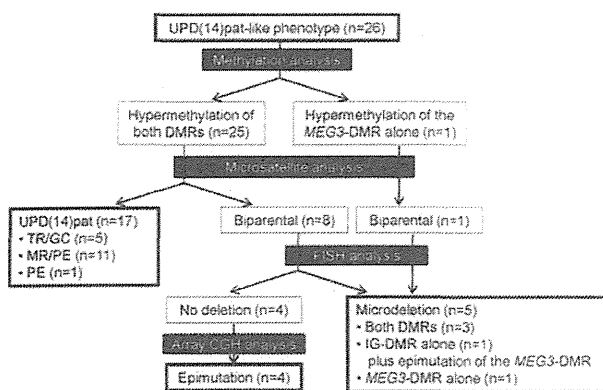 UPD(14)pat-like phenotype (n=26)
Methylation analysis
Hypermethylation of
both DMRs (n=25)
Hypermethylation of the
MEG3-DMR alone (n=1)
Microsatellite analysis
UPD(14)pat (n=17)
• TR/GC (n=5)
• MR/PE (n=11)
• PE (n=1)
Biparental (n=8)
Biparental (n=1)
FISH analysis
No deletion (n=4)
Array CGH analysis
Epimutation (n=4)
Microdeletion (n=5)
• Both DMRs (n=3)
• IG-DMR alone (n=1)
plus epimutation of the MEG3-DMR
• MEG3-DMR alone (n=1)